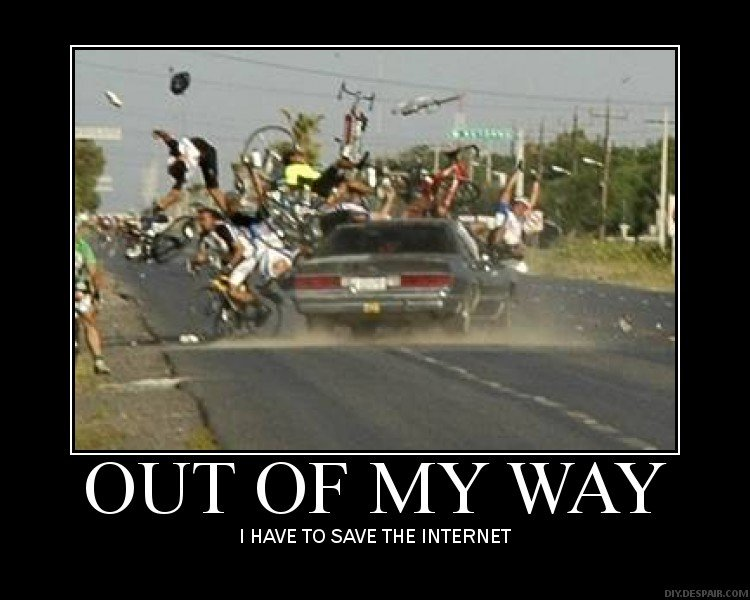 OUT OF MY WAY
I HAVE TO SAVE THE INTERNET
DIY.DESPAIR.COM